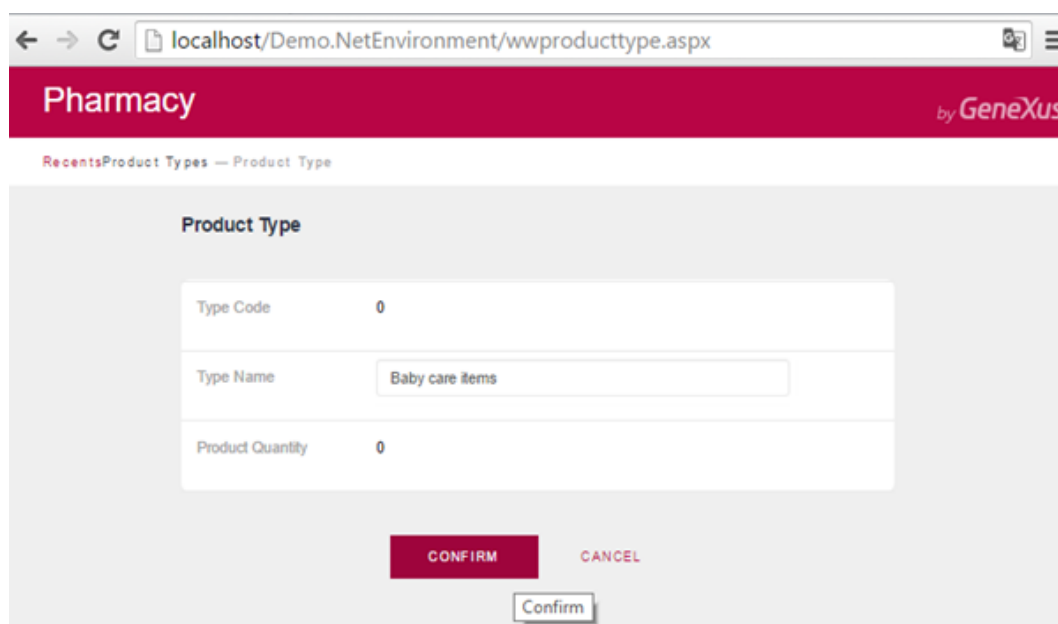 localhost/Demo.NetEnvironment/wwproducttype.aspx
Pharmacy
by GeneXus
RecentsProduct Types — Product Type
Product Type
Type Code 0
Type Name Baby care items
Product Quantity 0
CONFIRM CANCEL
Confirm